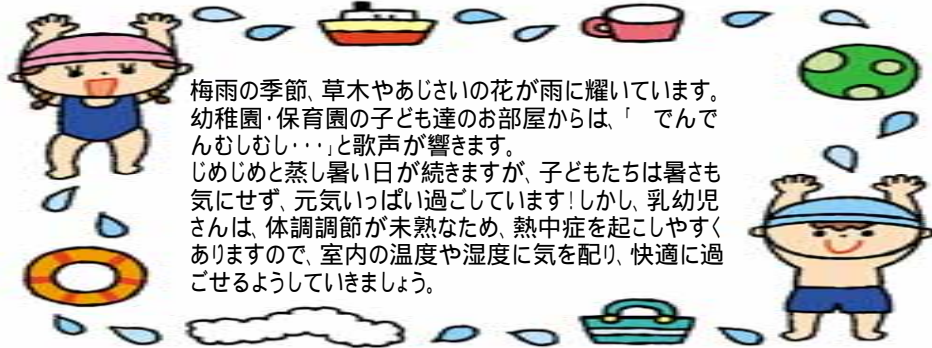 梅雨の季節、草木やあじさいの花が雨に耀いています。
幼稚園・保育園の子ども達のお部屋からは、「　でんで
んむしむし・・・」と歌声が響きます。
じめじめと蒸し暑い日が続きますが、子どもたちは暑さも
気にせず、元気いっぱい過ごしています!しかし、乳幼児
さんは、体調調節が未熟なため、熱中症を起こしやすく
ありますので、室内の温度や湿度に気を配り、快適に過
ごせるようしていきましょう。